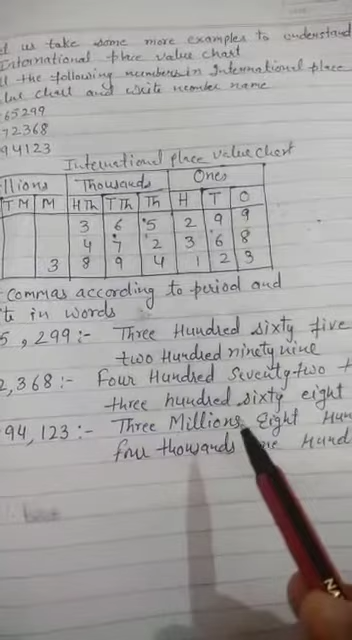 us take some more examples to understand
International place value chart
the following numbers in International place
chart and write number name
65299
72368
94123
International place value chart
llions Thousands Ones
T M M H Th T Th Th H T O
3 6 5 2 9 9
4 7 2 3 6 8
3 8 9 4 1 2 3
commas according to period and
in words
5,299:- Three Hundred sixty five
two Hundred ninety nine
2,368:- Four Hundred Seventy-two t
three hundred sixty eight
94,123:- Three Millions Eight Hun
four thousands Hund